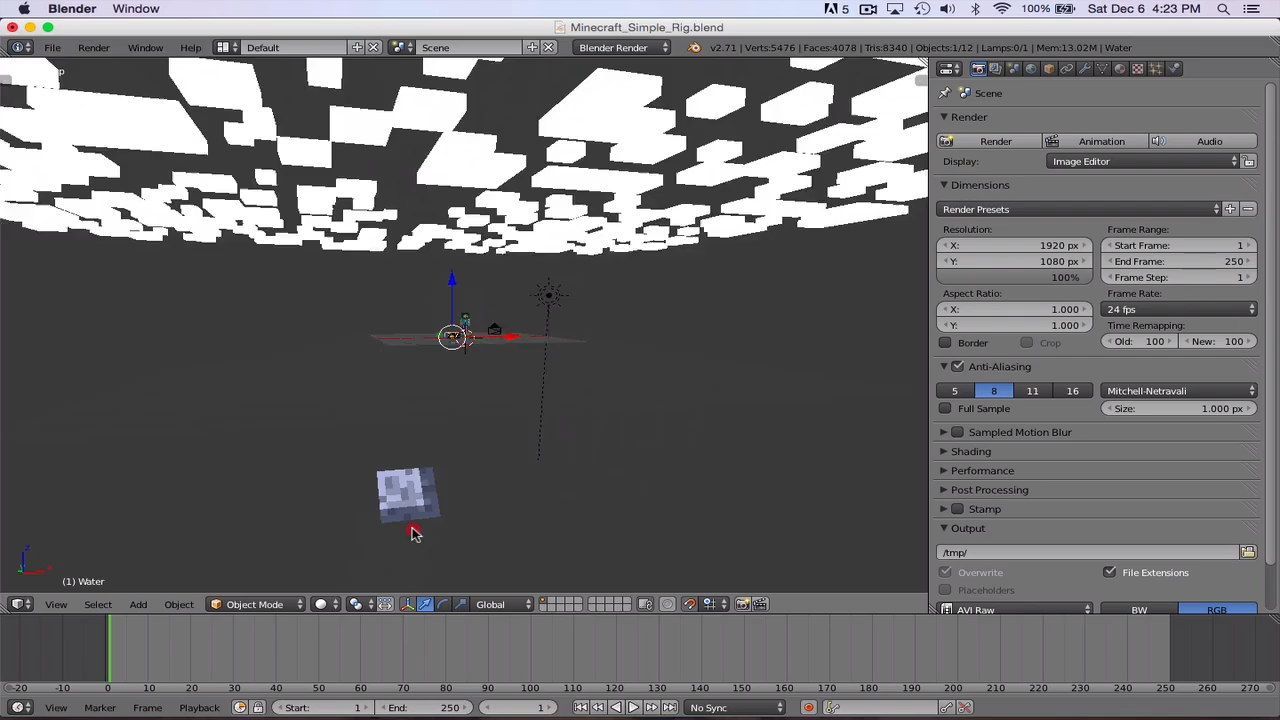 Blender Window 5 100% Sat Dec 6 4:23 PM
Minecraft_Simple_Rig.blend
File Render Window Help Default Scene Blender Render v2.71 | Verts:5476 | Faces:4078 | Tris:8340 | Objects:1/12 | Lamps:0/1 | Mem:13.02M | Water
p
Scene
Render
Render Animation Audio
Display: Image Editor
Dimensions
Render Presets
Resolution: Frame Range:
X: 1920 px Start Frame: 1
Y: 1080 px End Frame: 250
100% Frame Step: 1
Aspect Ratio: Frame Rate:
X: 1.000 24 fps
Y: 1.000 Time Remapping:
Border Crop Old: 100 New: 100
Anti-Aliasing
5 8 11 16 Mitchell-Netravali
Full Sample Size: 1.000 px
Sampled Motion Blur
Shading
Performance
Post Processing
Stamp
Output
/tmp/
Overwrite File Extensions
Placeholders
AVI Raw BW RGB
z
x
(1) Water
View Select Add Object Object Mode Global
-20 -10 0 10 20 30 40 50 60 70 80 90 100 110 120 130 140 150 160 170 180 190 200 210 220 230 240 250 260 270
View Marker Frame Playback Start: 1 End: 250 1 No Sync